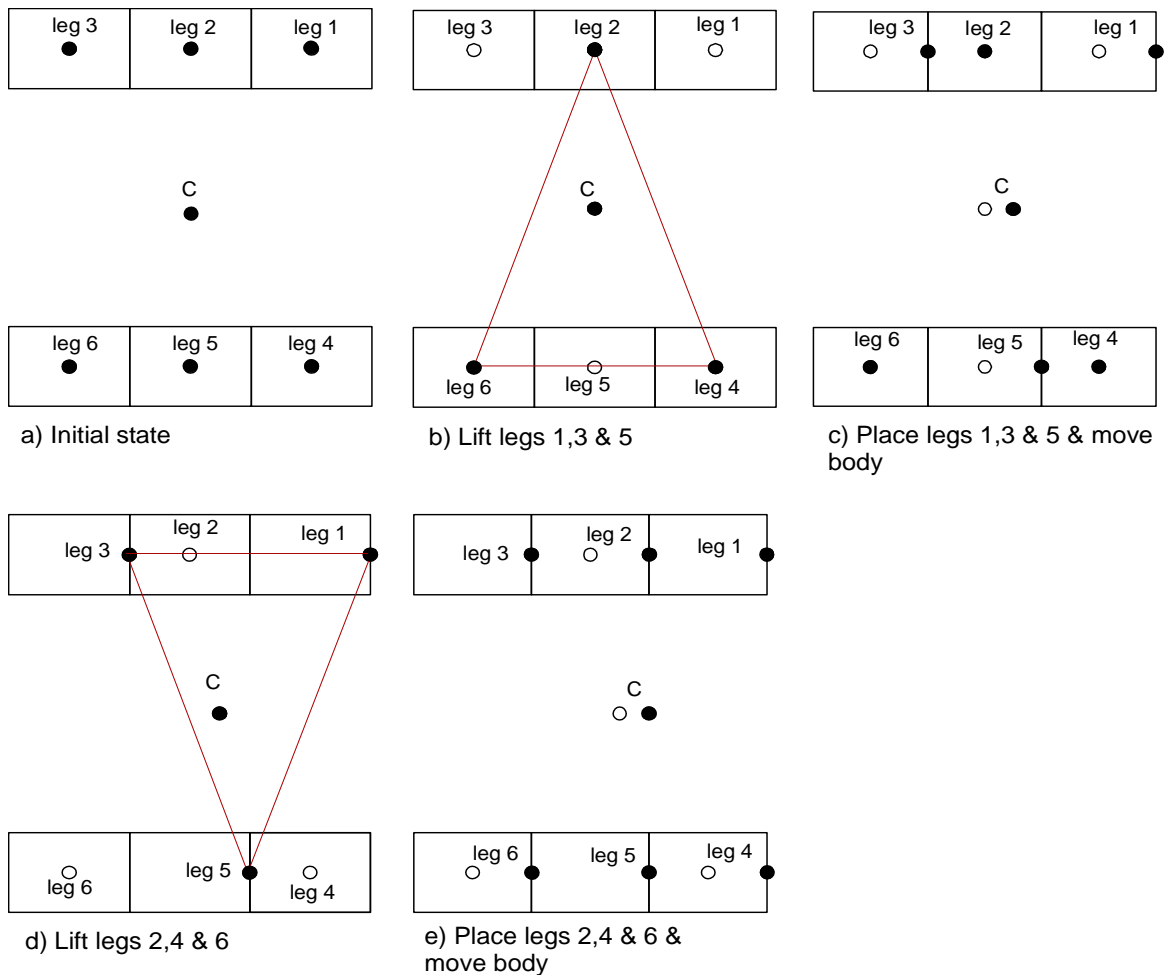 leg 3 leg 2 leg 1
C
leg 6 leg 5 leg 4
a) Initial state
leg 3 leg 2 leg 1
C
leg 6 leg 5 leg 4
b) Lift legs 1,3 & 5
leg 3 leg 2 leg 1
C
leg 6 leg 5 leg 4
c) Place legs 1,3 & 5 & move
body
leg 3 leg 2 leg 1
C
leg 6 leg 5 leg 4
d) Lift legs 2,4 & 6
leg 3 leg 2 leg 1
C
leg 6 leg 5 leg 4
e) Place legs 2,4 & 6 &
move body